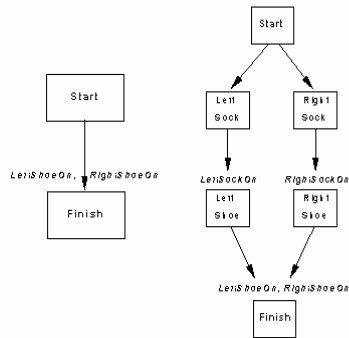 Start
LeftShoeOn, RightShoeOn
Finish
Start
Left
Sock
Right
Sock
LeftSockOn
RightSockOn
Left
Shoe
Right
Shoe
LeftShoeOn, RightShoeOn
Finish